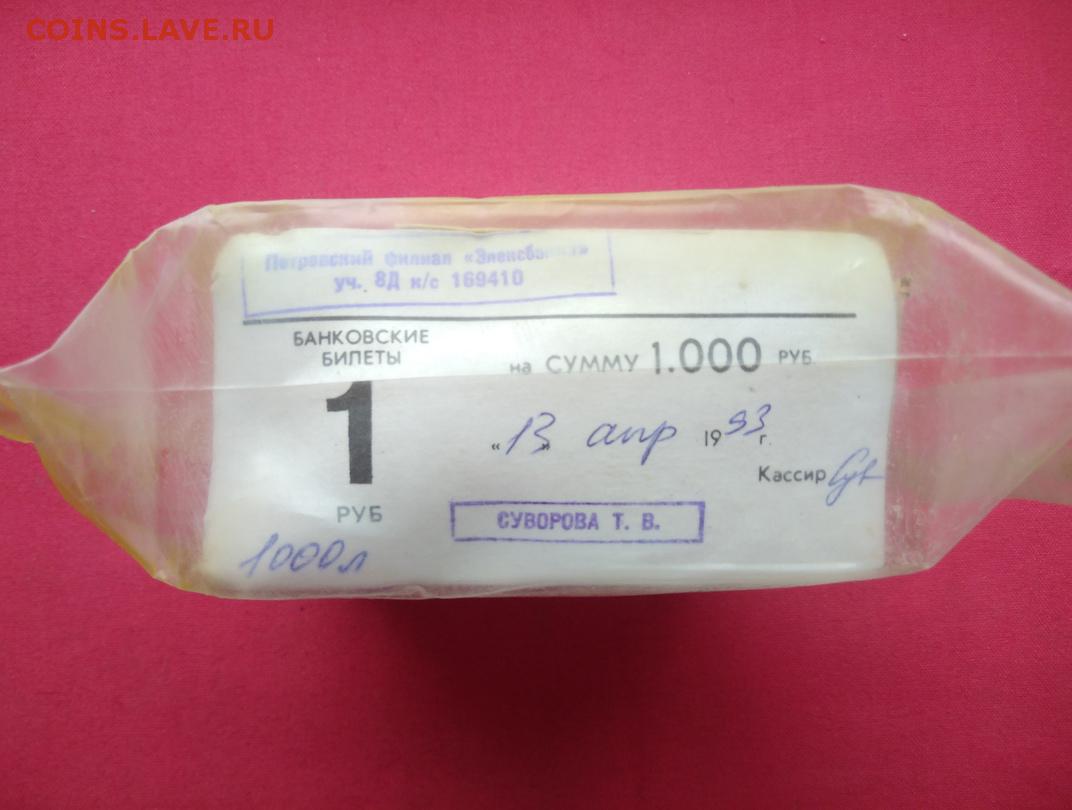 COINS.LAVE.RU
Петровский филиал «Элексбанка»
уч. 8Д к/с 169410
БАНКОВСКИЕ
БИЛЕТЫ
на СУММУ 1.000 РУБ.
1
«13» апр 1993 г.
Кассир
РУБ
СУВОРОВА Т. В.
1000л